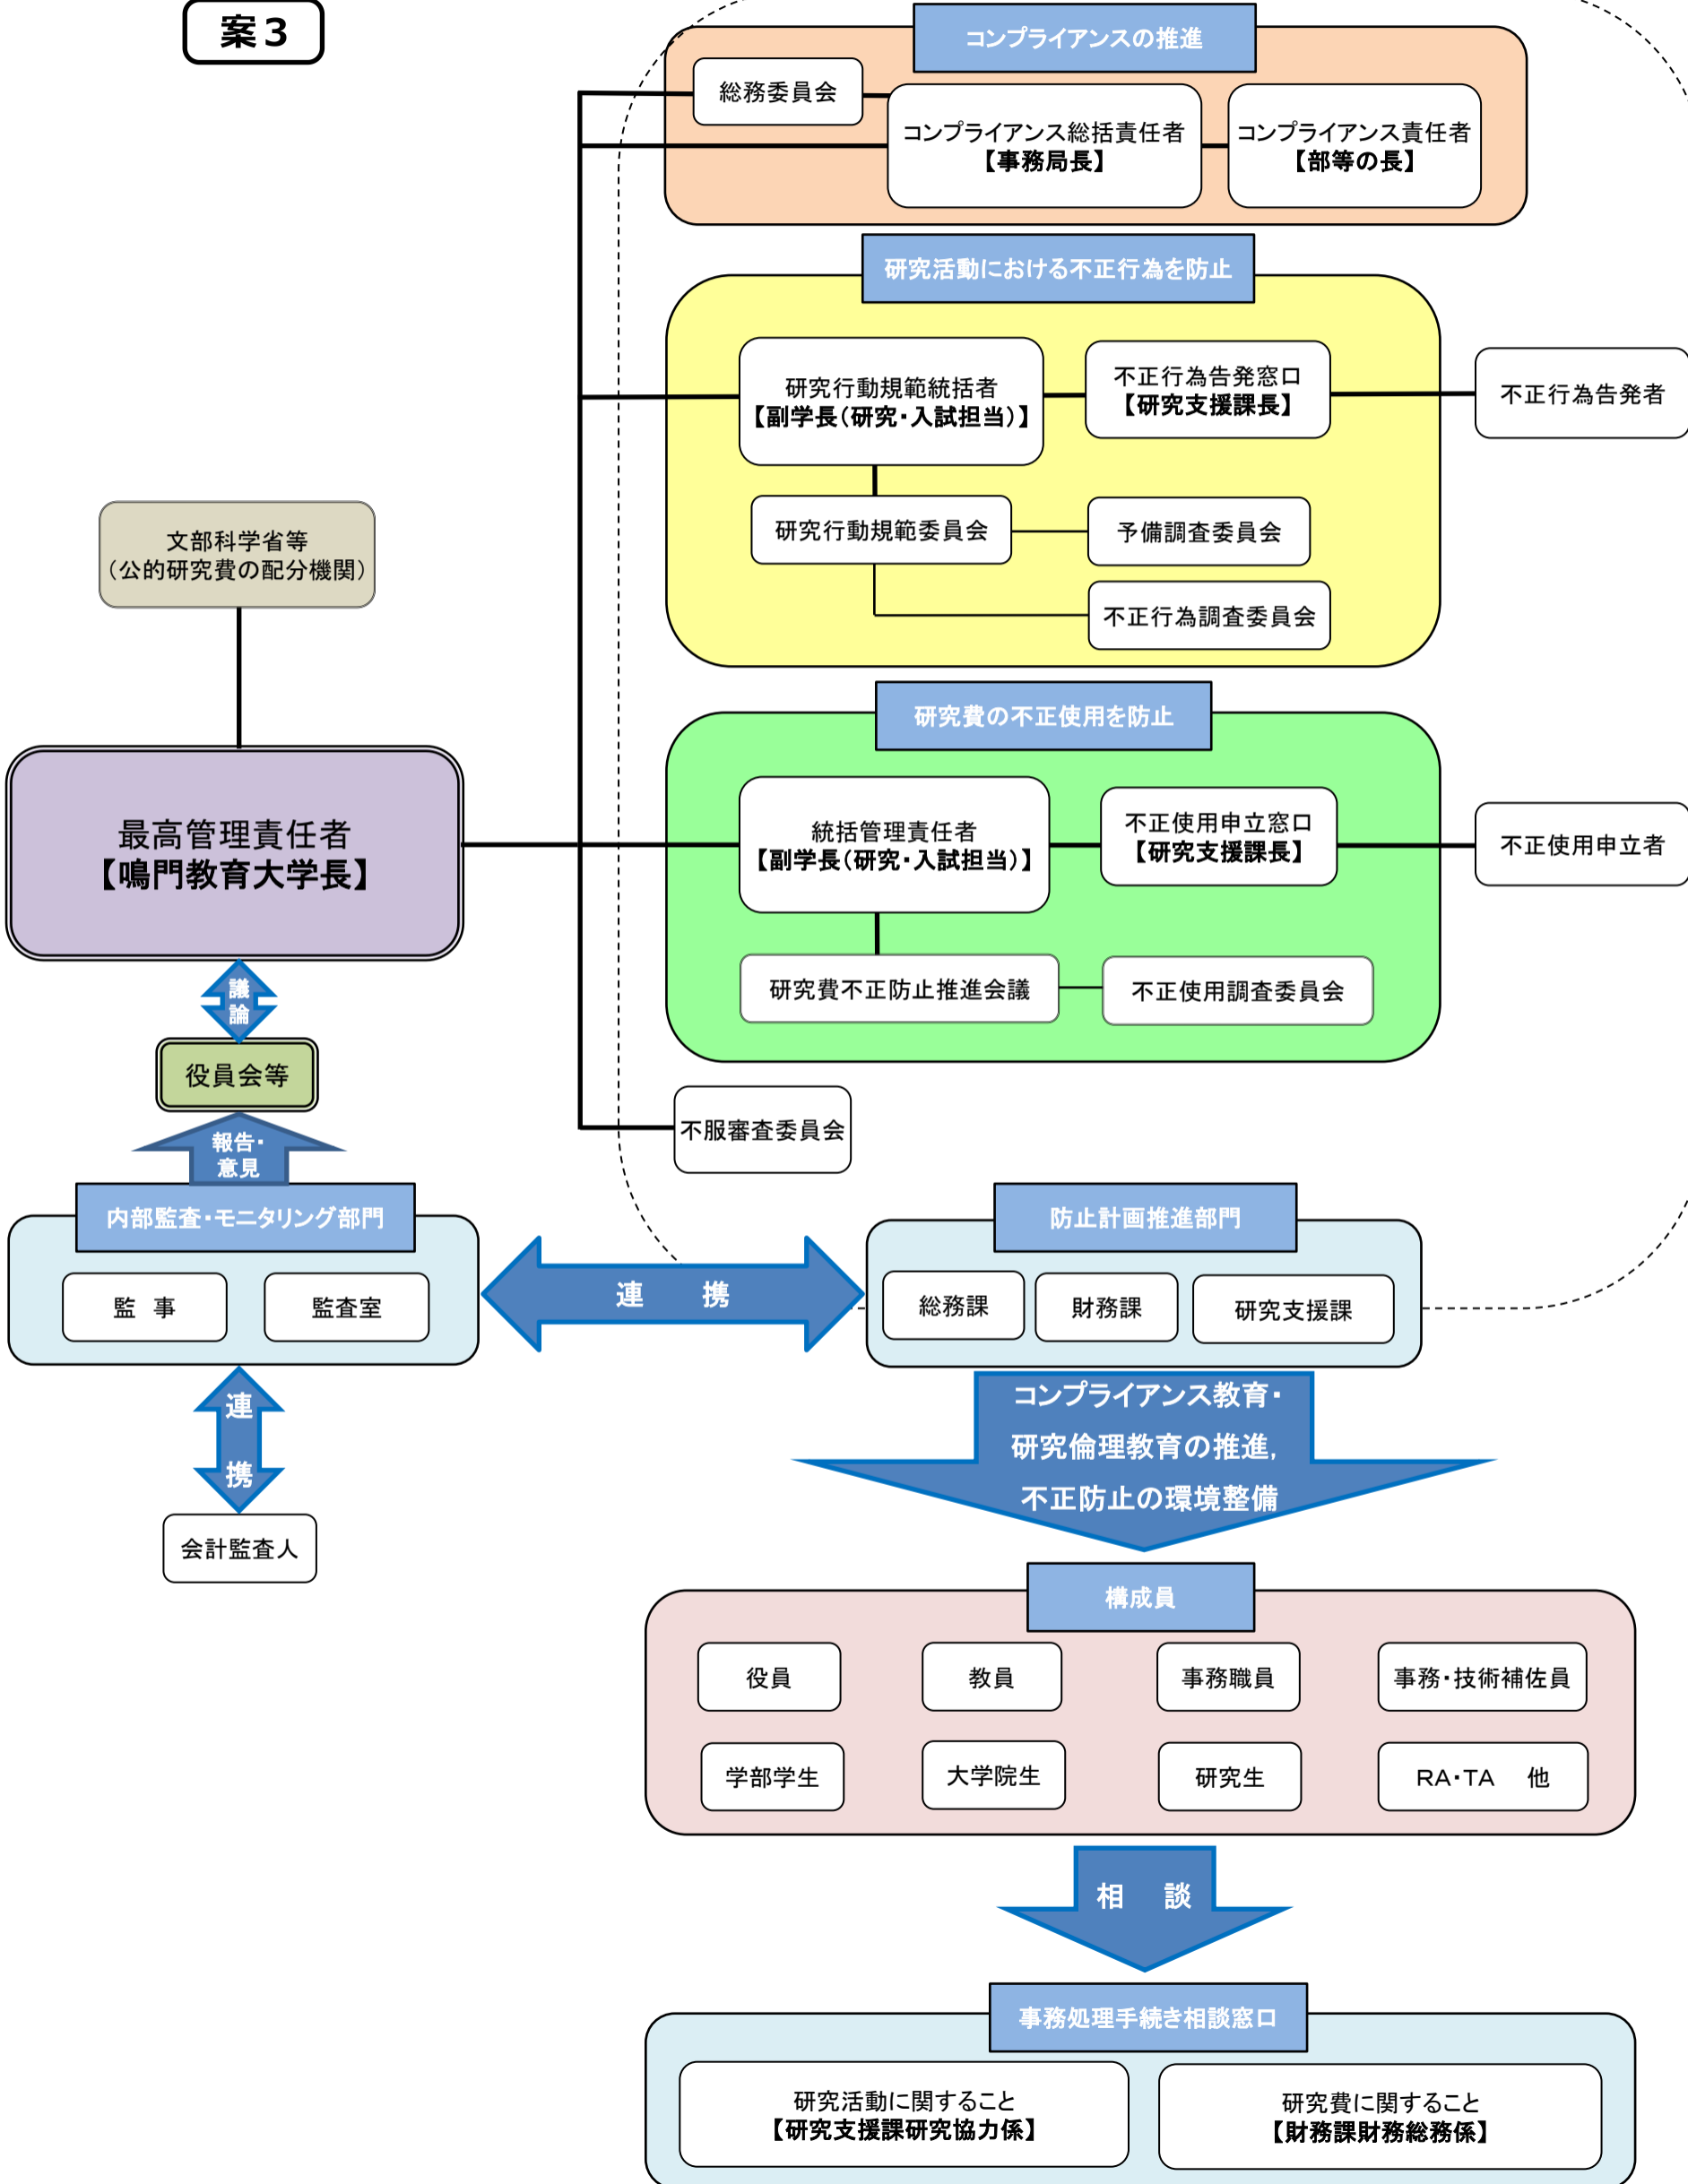 案3
コンプライアンスの推進
総務委員会
コンプライアンス総括責任者
【事務局長】
コンプライアンス責任者
【部等の長】
研究活動における不正行為を防止
研究行動規範統括者
【副学長（研究・入試担当）】
不正行為告発窓口
【研究支援課長】
不正行為告発者
研究行動規範委員会
予備調査委員会
不正行為調査委員会
文部科学省等
（公的研究費の配分機関）
研究費の不正使用を防止
最高管理責任者
【鳴門教育大学長】
統括管理責任者
【副学長（研究・入試担当）】
不正使用申立窓口
【研究支援課長】
不正使用申立者
研究費不正防止推進会議
不正使用調査委員会
議
論
役員会等
不服審査委員会
報告・
意見
内部監査・モニタリング部門
監　事
監査室
連　携
防止計画推進部門
総務課
財務課
研究支援課
連
携
会計監査人
コンプライアンス教育・
研究倫理教育の推進，
不正防止の環境整備
構成員
役員
教員
事務職員
事務・技術補佐員
学部学生
大学院生
研究生
RA・TA　他
相　談
事務処理手続き相談窓口
研究活動に関すること
【研究支援課研究協力係】
研究費に関すること
【財務課財務総務係】